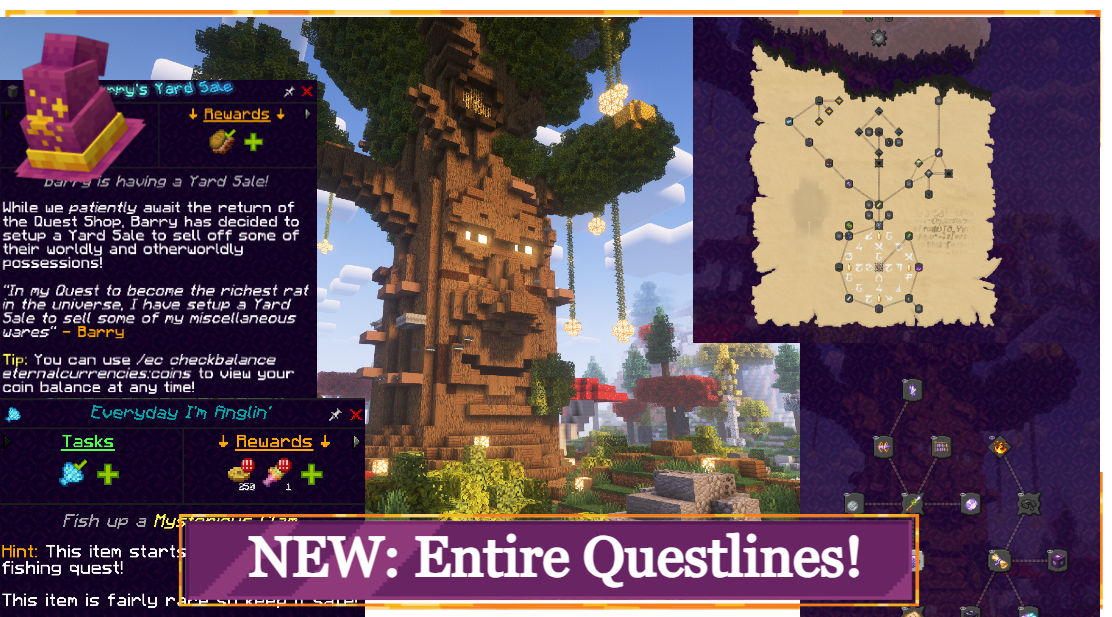 Barry's Yard Sale
Rewards
Barry is having a Yard Sale!
While we patiently await the return of
the Quest Shop, Barry has decided to
setup a Yard Sale to sell off some of
their worldly and otherworldly
possessions!
"In my Quest to become the richest rat
in the universe, I have setup a Yard
Sale to sell some of my miscellaneous
wares" - Barry
Tip: You can use /ec checkbalance
eternalcurrencies:coins to view your
coin balance at any time!
Everyday I'm Anglin'
Tasks
Rewards
250
1
Fish up a Mysterious Clam
Hint: This item starts
fishing quest!
This item is fairly rare so keep it safe!
NEW: Entire Questlines!